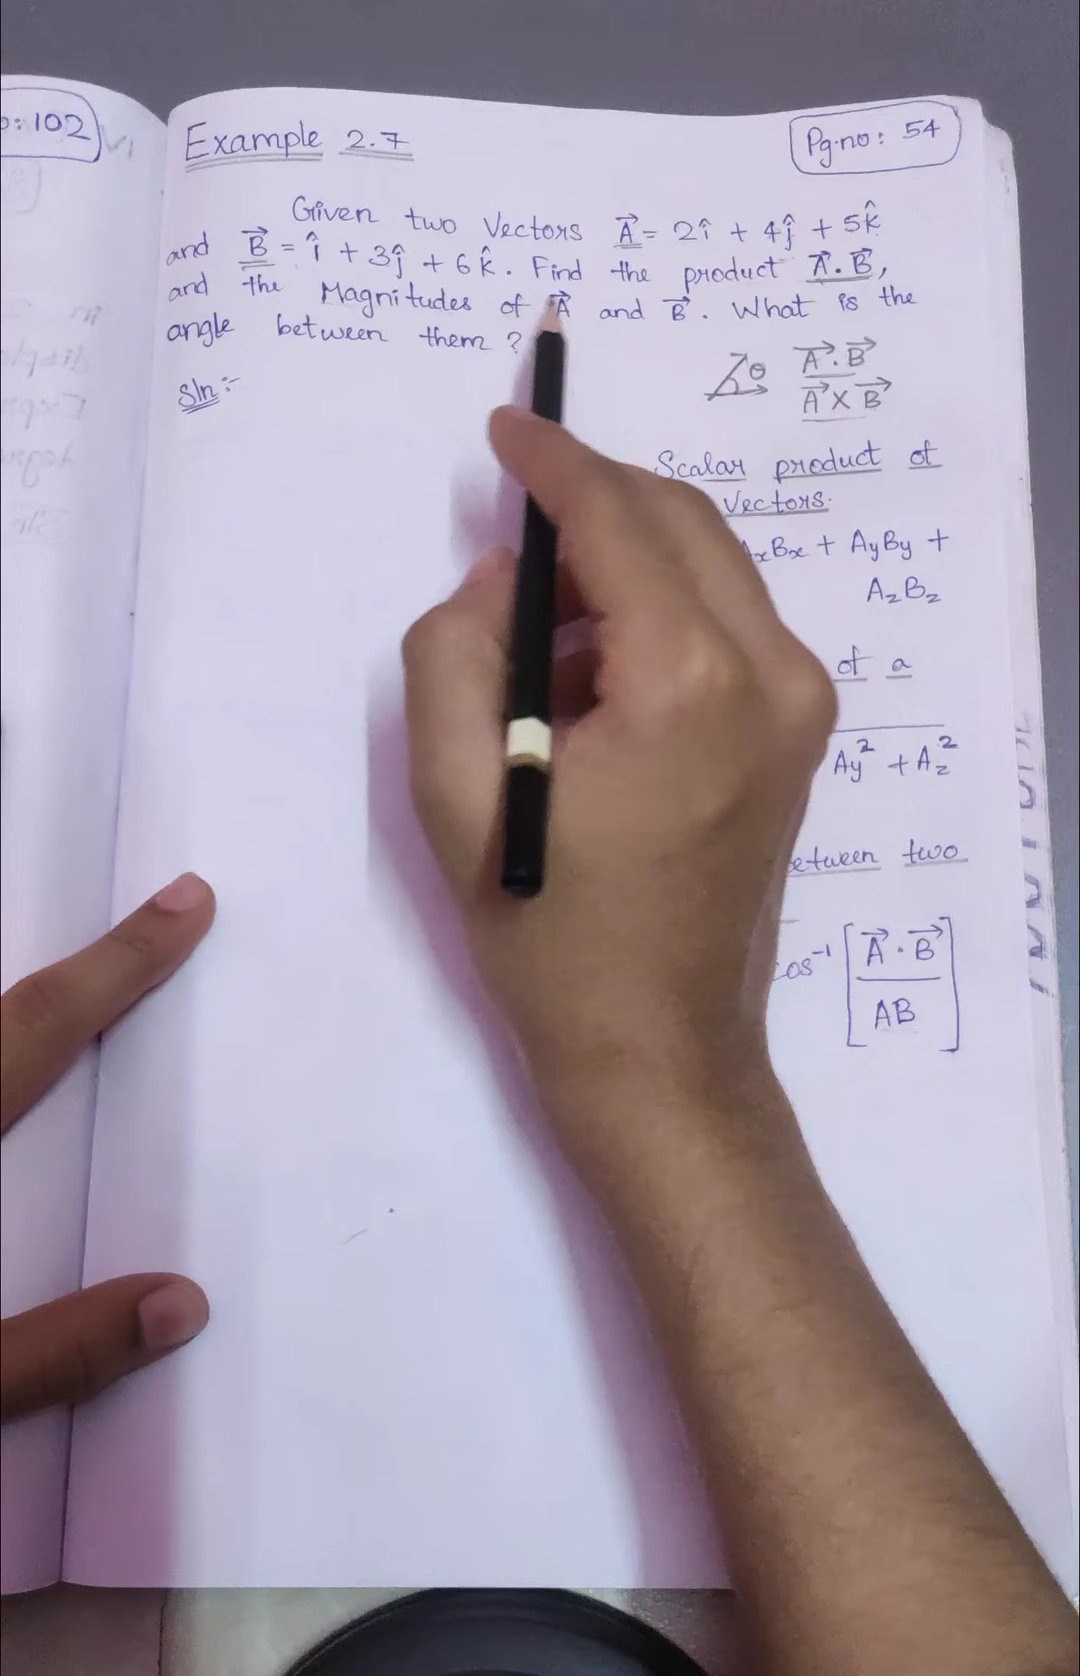 : 102
Example 2.7
Pg.no: 54
Given two Vectors A⃗ = 2î + 4ĵ + 5k̂
and B⃗ = î + 3ĵ + 6k̂. Find the product A⃗.B⃗,
and the Magnitudes of A⃗ and B⃗. What is the
angle between them ?
Sln:-
θ A⃗.B⃗
A⃗×B⃗
Scalar product of
Vectors.
BₓBₓ + AyBy +
AzBz
of a
Ay² + Az²
etween two
cos⁻¹ [A⃗ . B⃗
AB]